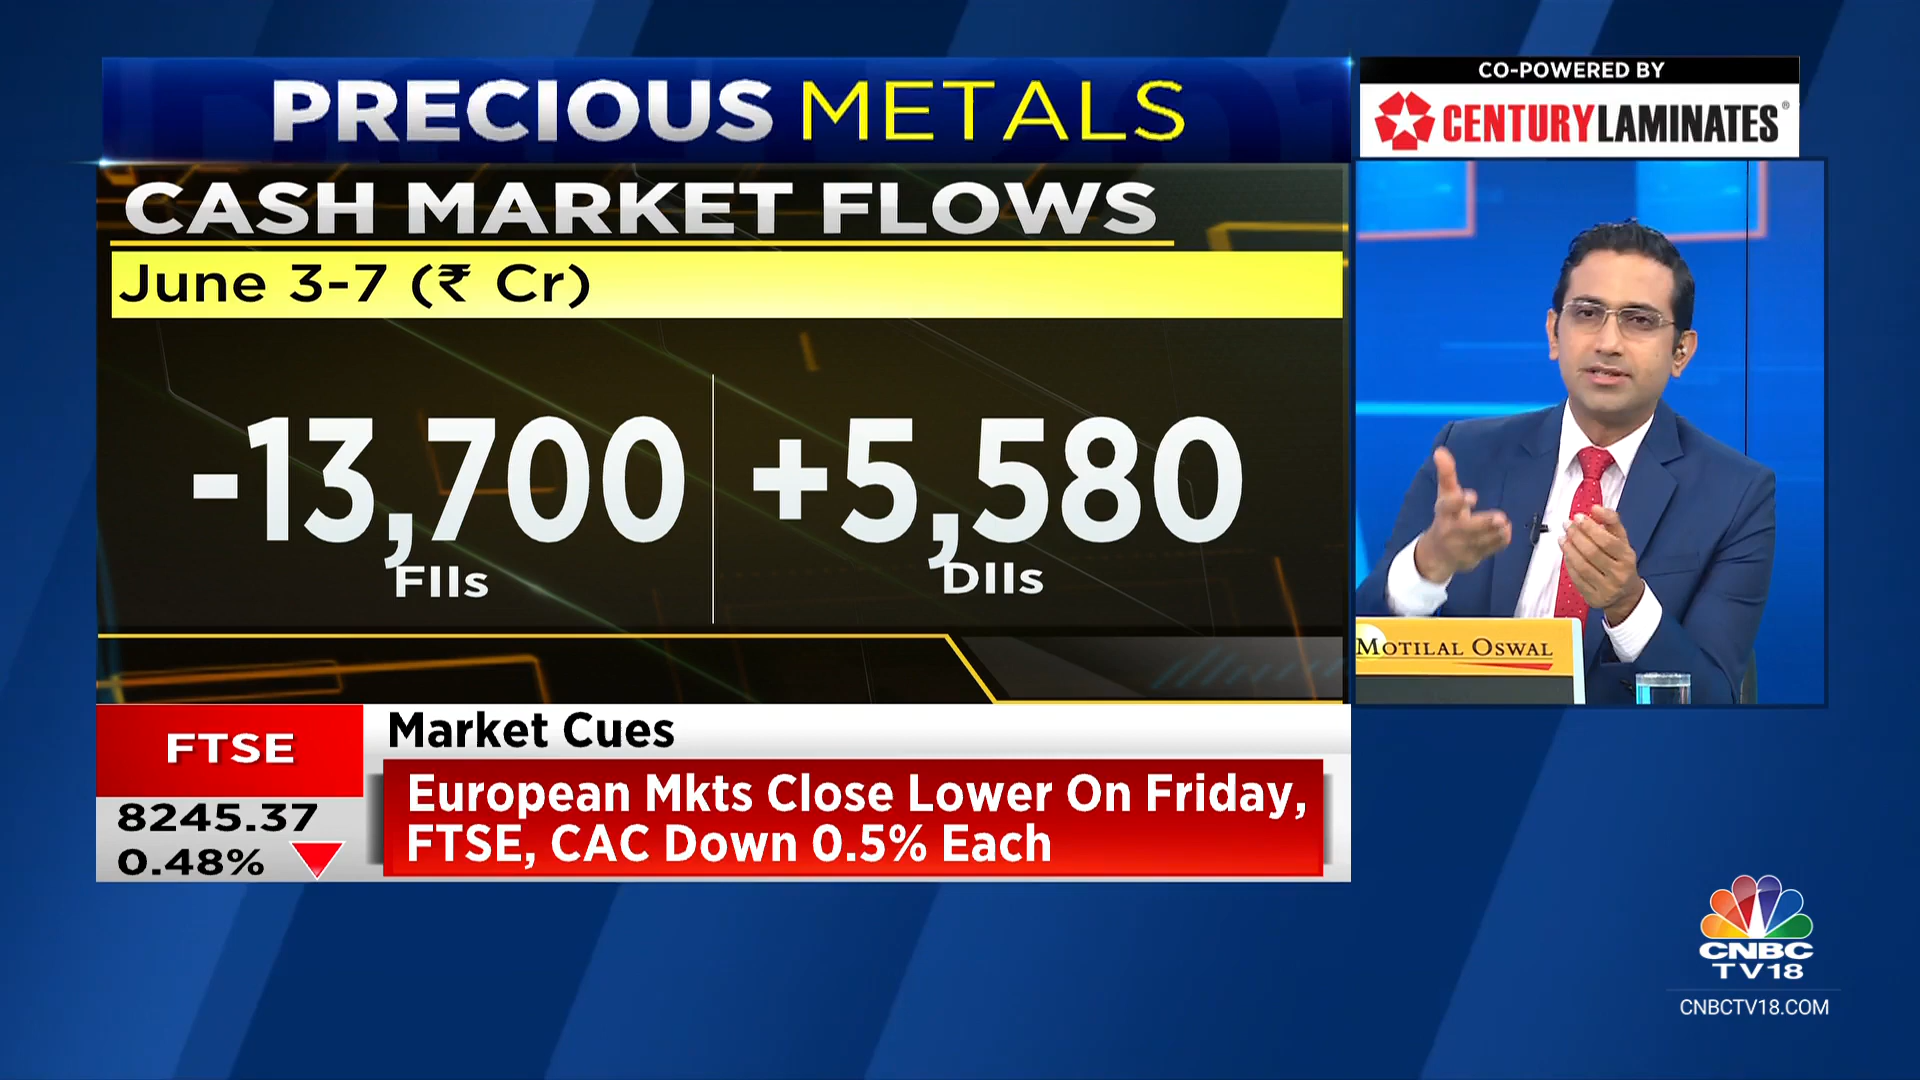 PRECIOUS METALS
CO-POWERED BY
CENTURYLAMINATES®
CASH MARKET FLOWS
June 3-7 (₹ Cr)
-13,700
+5,580
FIIs
DIIs
MOTILAL OSWAL
FTSE
8245.37
0.48%
Market Cues
European Mkts Close Lower On Friday,
FTSE, CAC Down 0.5% Each
CNBC
TV18
CNBCTV18.COM